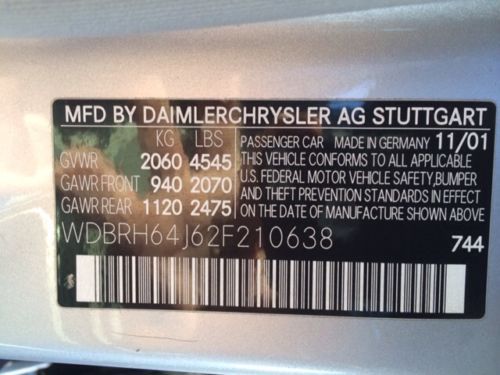 MFD BY DAIMLERCHRYSLER AG STUTTGART
KG LBS
GVWR 2060 4545
GAWR FRONT 940 2070
GAWR REAR 1120 2475
PASSENGER CAR MADE IN GERMANY 11/01
THIS VEHICLE CONFORMS TO ALL APPLICABLE
U.S. FEDERAL MOTOR VEHICLE SAFETY, BUMPER
AND THEFT PREVENTION STANDARDS IN EFFECT
ON THE DATE OF MANUFACTURE SHOWN ABOVE
WDBRH64J62F210638
744